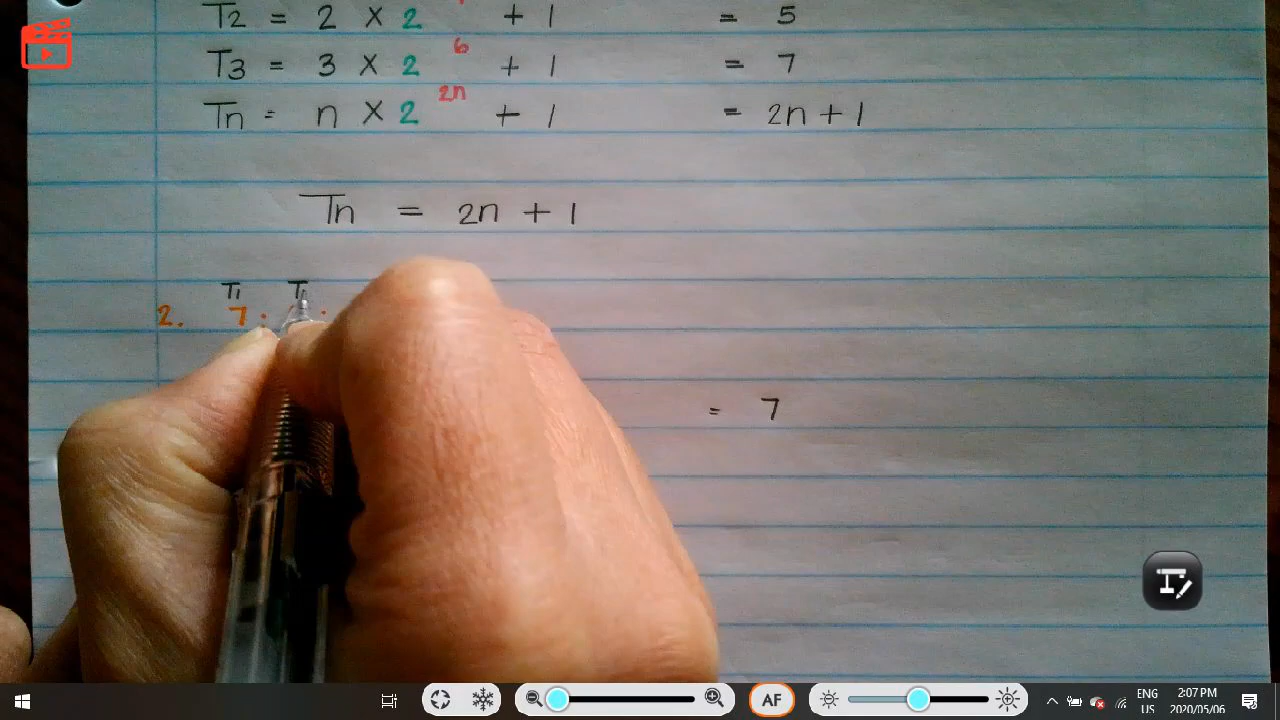 T2 = 2 X 2 + 1 = 5
6
T3 = 3 X 2 + 1 = 7
2n
Tn = n X 2 + 1 = 2n + 1
Tn = 2n + 1
T1 T
2. 7;
= 7
AF
ENG 2:07 PM
US 2020/05/06